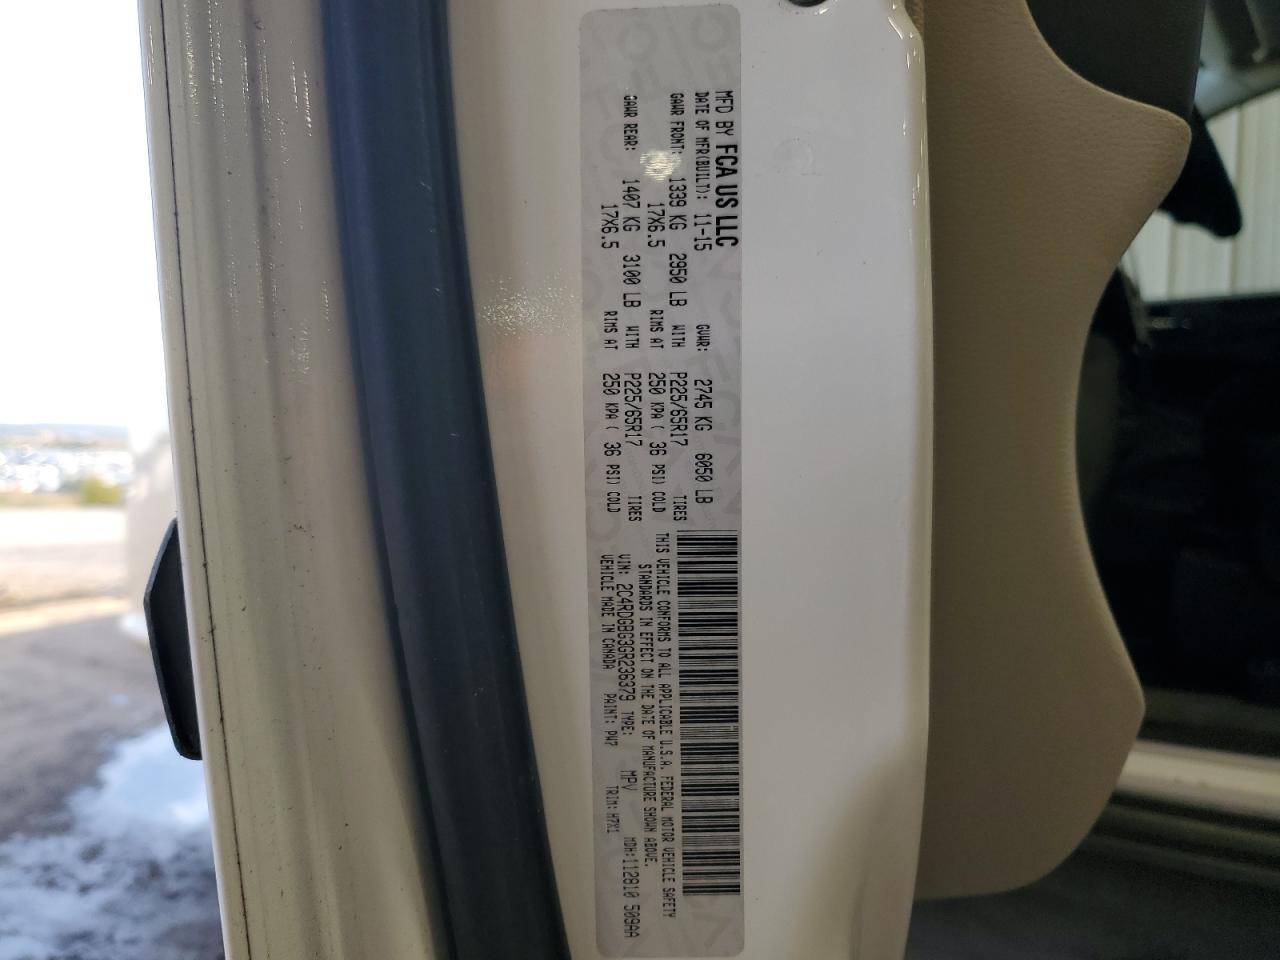 MFD BY FCA US LLC
DATE OF MFR(BUILT): 11-15 GVWR: 2745 KG 6050 LB
GAWR FRONT: 1339 KG 2950 LB WITH P225/65R17 TIRES
17X6.5 RIMS AT 250 KPA ( 36 PSI) COLD
GAWR REAR: 1407 KG 3100 LB WITH P225/65R17 TIRES
17X6.5 RIMS AT 250 KPA ( 36 PSI) COLD
THIS VEHICLE CONFORMS TO ALL APPLICABLE U.S.A. FEDERAL MOTOR VEHICLE SAFETY
STANDARDS IN EFFECT ON THE DATE OF MANUFACTURE SHOWN ABOVE.
VIN: 2C4RDGBG3GR236379 TYPE: MPV MDH:112810 509AA
VEHICLE MADE IN CANADA PAINT: PW7 TRIM: H7X1